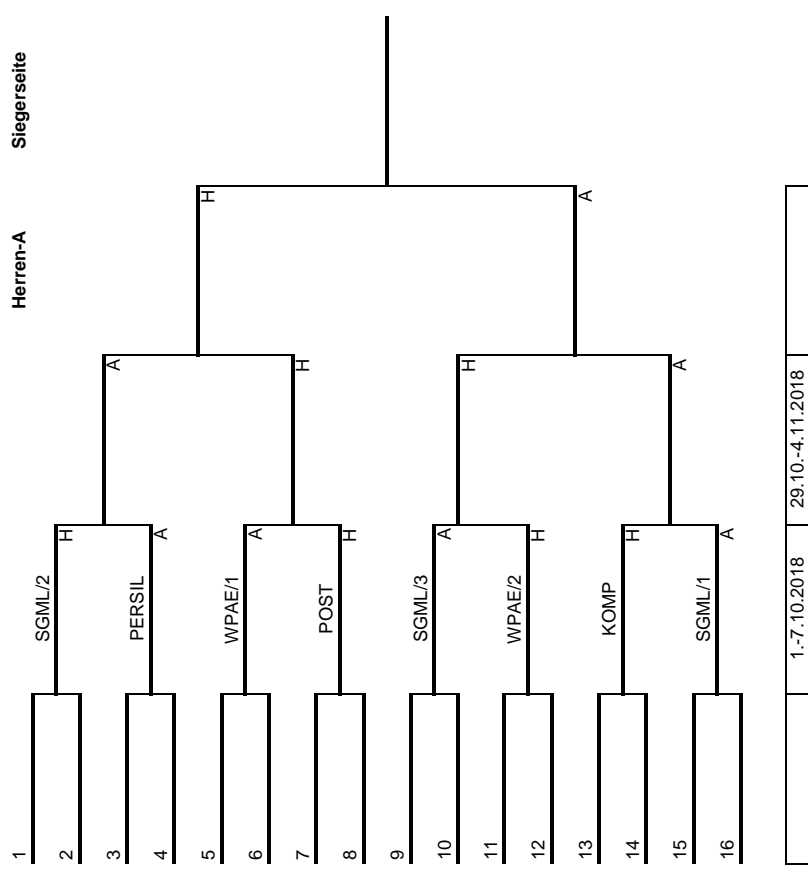 Herren-A Siegerseite
1
2
3
4
5
6
7
8
9
10
11
12
13
14
15
16
SGML/2
H
PERSIL
A
WPAE/1
A
POST
H
SGML/3
A
WPAE/2
H
KOMP
H
SGML/1
A
A
H
H
A
H
A
1.-7.10.2018
29.10.-4.11.2018